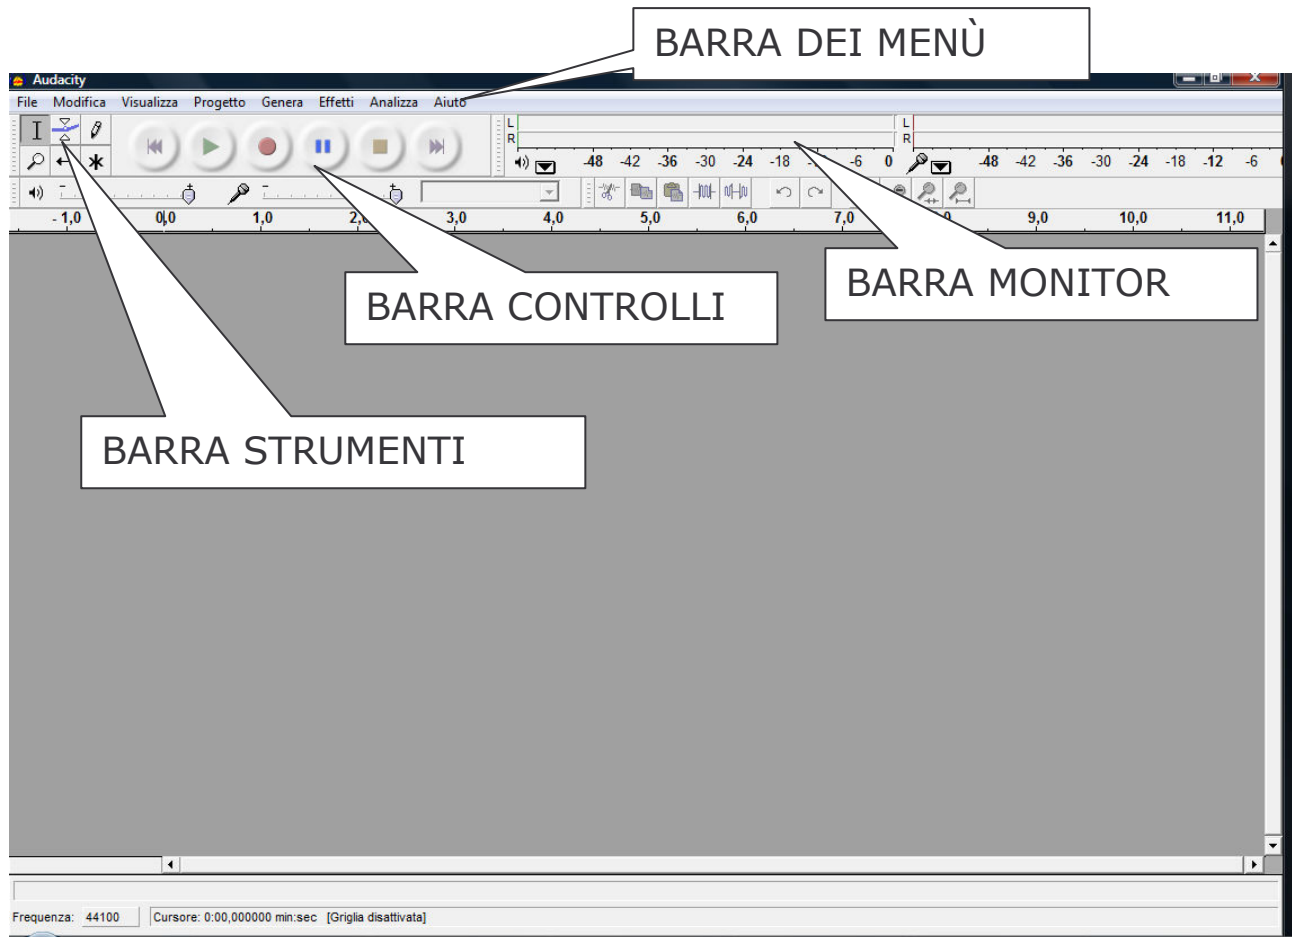 BARRA DEI MENÙ
Audacity
File Modifica Visualizza Progetto Genera Effetti Analizza Aiuto
L L
R R
-48 -42 -36 -30 -24 -18 -6 0 -48 -42 -36 -30 -24 -18 -12 -6
- 1,0 0,0 1,0 2,0 3,0 4,0 5,0 6,0 7,0 9,0 10,0 11,0
BARRA CONTROLLI
BARRA MONITOR
BARRA STRUMENTI
Frequenza: 44100 Cursore: 0:00,000000 min:sec [Griglia disattivata]